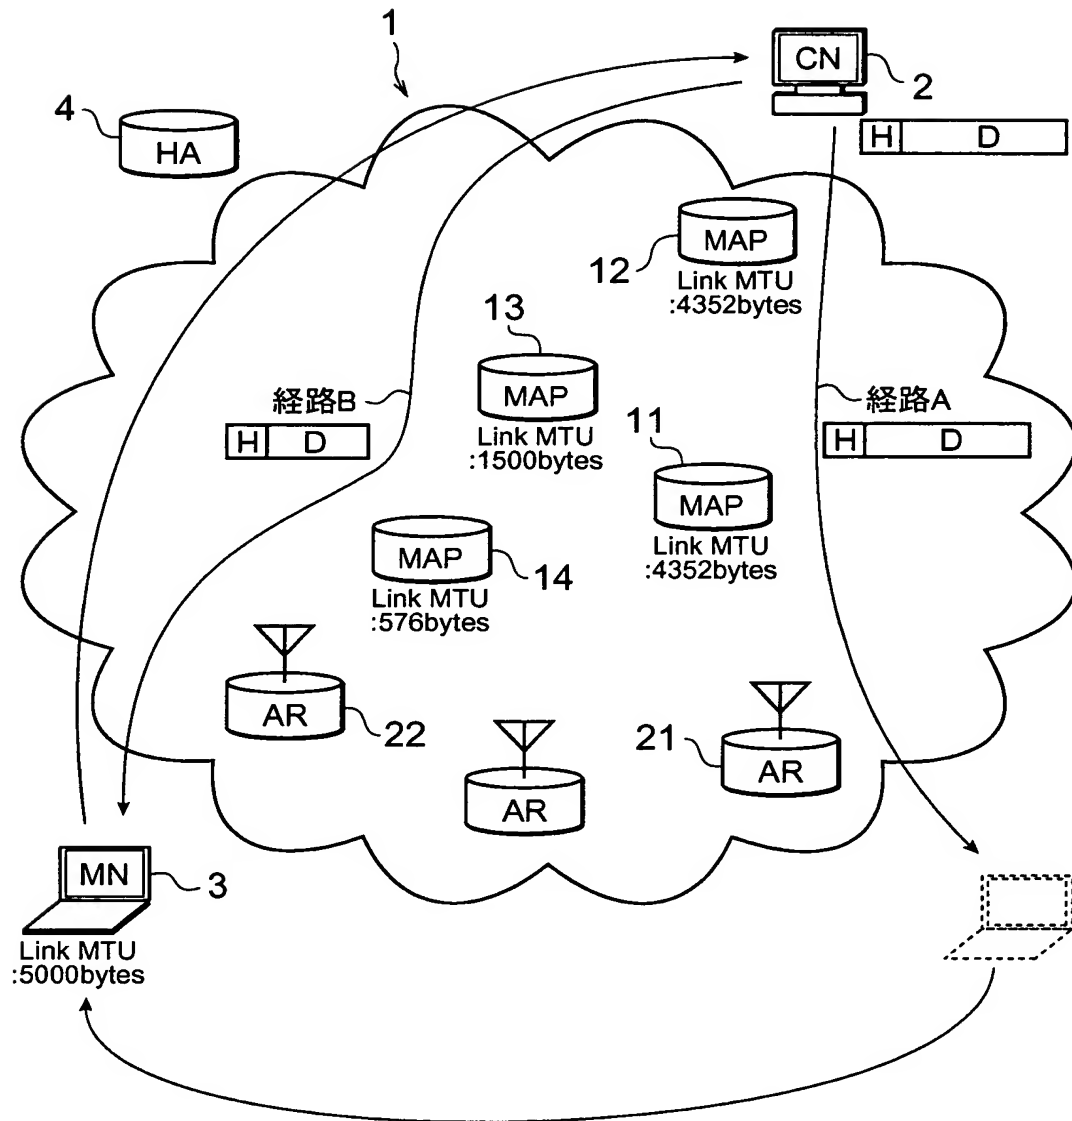 1
CN
2
4
HA
H D
MAP
12
Link MTU
:4352bytes
13
MAP
Link MTU
:1500bytes
経路B
H D
経路A
H D
11
MAP
Link MTU
:4352bytes
MAP
14
Link MTU
:576bytes
AR
22
21
AR
AR
MN
3
Link MTU
:5000bytes